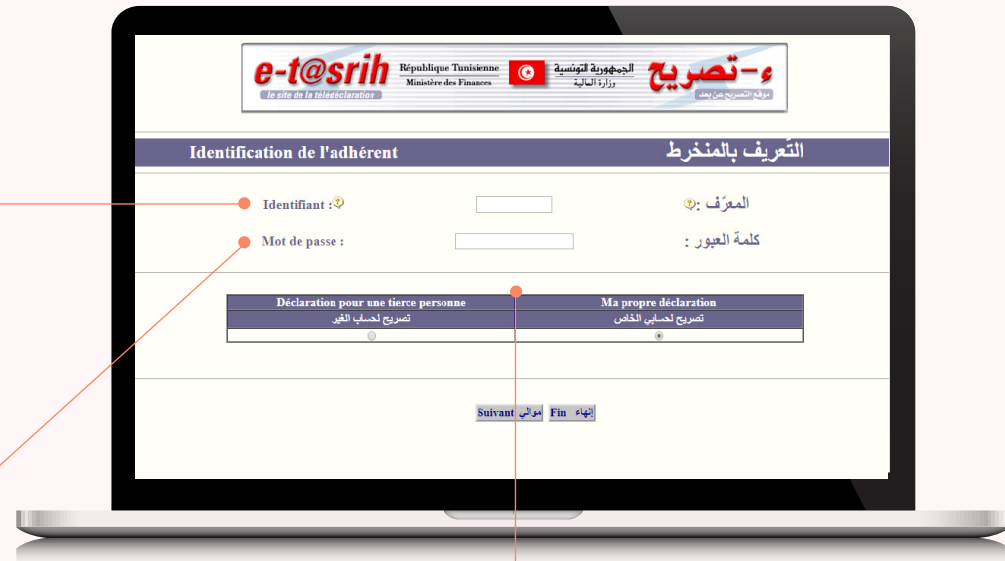 e-t@srih
le site de la télédéclaration
République Tunisienne
Ministère des Finances
الجمهورية التونسية
وزارة المالية
ء-تصريح
موقع التصريح عن بعد
Identification de l'adhérent
التّعريف بالمنخرط
Identifiant :
المعرّف :
Mot de passe :
كلمة العبور :
Déclaration pour une tierce personne
Ma propre déclaration
تصريح لحساب الغير
تصريح لحسابي الخاص
Suivant موالي
Fin إنهاء